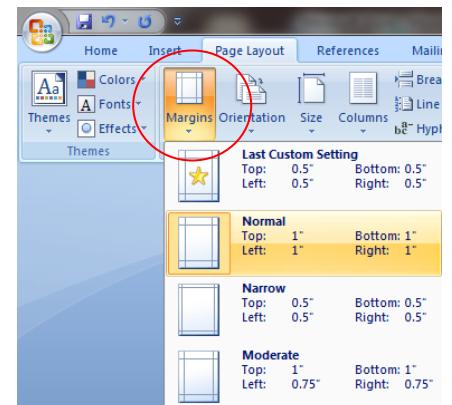 Home Insert Page Layout References
Aa Colors
A Fonts
Effects
Themes Margins Orientation Size Columns
Line
Themes
Last Custom Setting
Top: 0.5" Bottom: 0.5"
Left: 0.5" Right: 0.5"
Normal
Top: 1" Bottom: 1"
Left: 1" Right: 1"
Narrow
Top: 0.5" Bottom: 0.5"
Left: 0.5" Right: 0.5"
Moderate
Top: 1" Bottom: 1"
Left: 0.75" Right: 0.75"